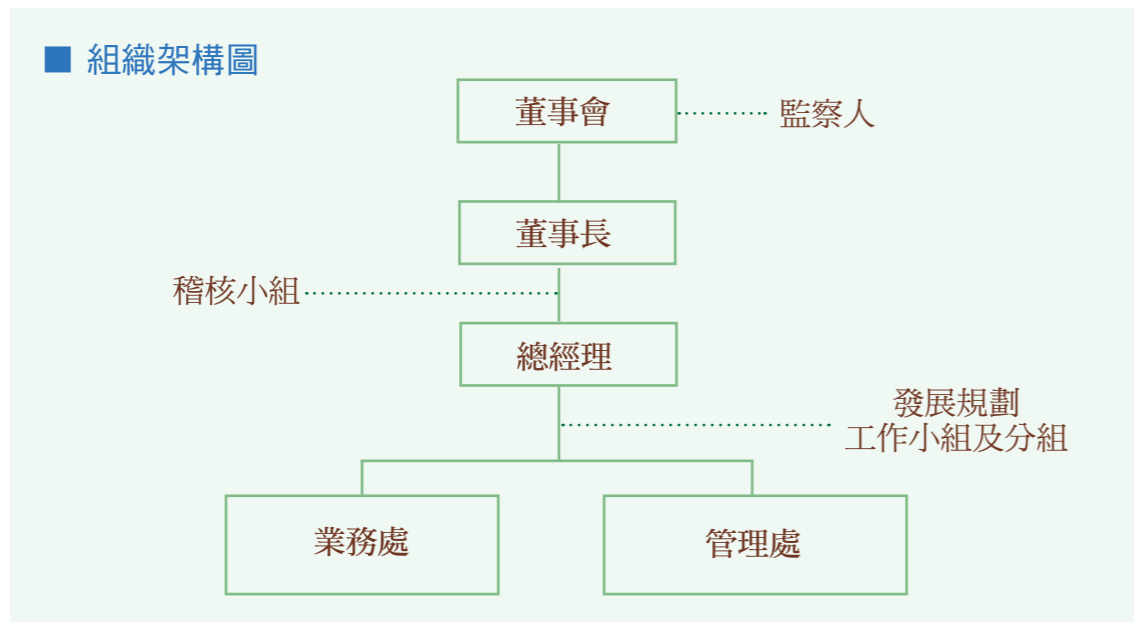 ■ 組織架構圖
董事會
監察人
董事長
稽核小組
總經理
發展規劃
工作小組及分組
業務處
管理處